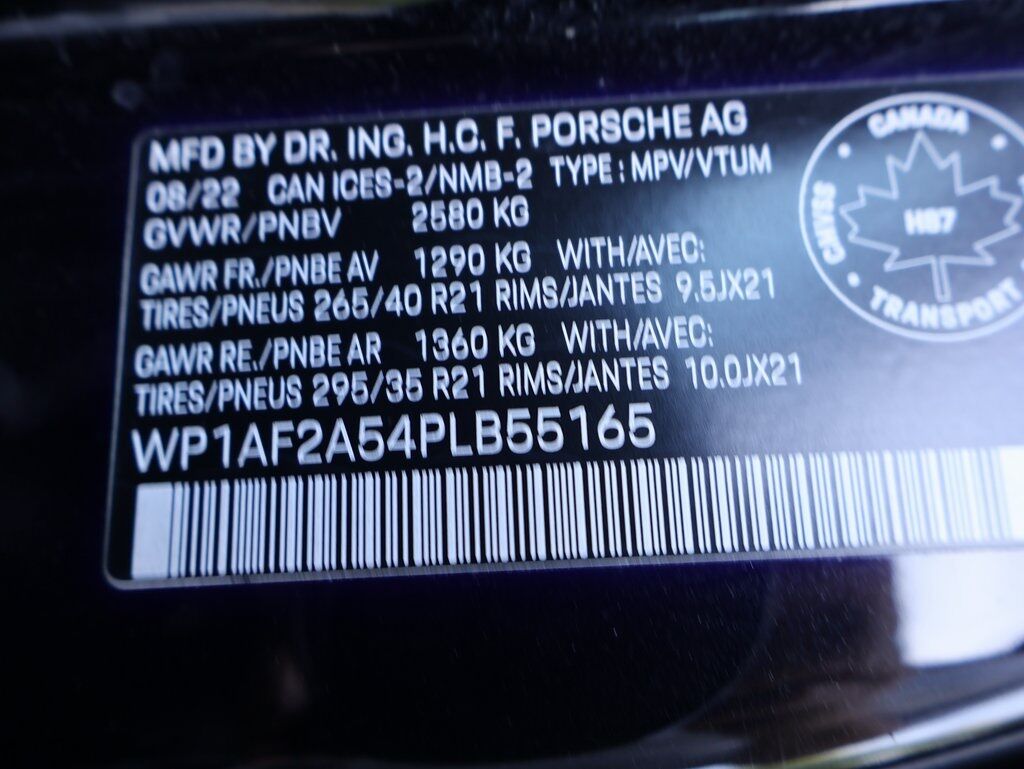 MFD BY DR. ING. H.C. F. PORSCHE AG
08/22 CAN ICES-2/NMB-2 TYPE : MPV/VTUM
GVWR/PNBV 2580 KG
GAWR FR./PNBE AV 1290 KG WITH/AVEC:
TIRES/PNEUS 265/40 R21 RIMS/JANTES 9.5JX21
GAWR RE./PNBE AR 1360 KG WITH/AVEC:
TIRES/PNEUS 295/35 R21 RIMS/JANTES 10.0JX21
WP1AF2A54PLB55165
CANADA
CMVSS
H87
TRANSPORT